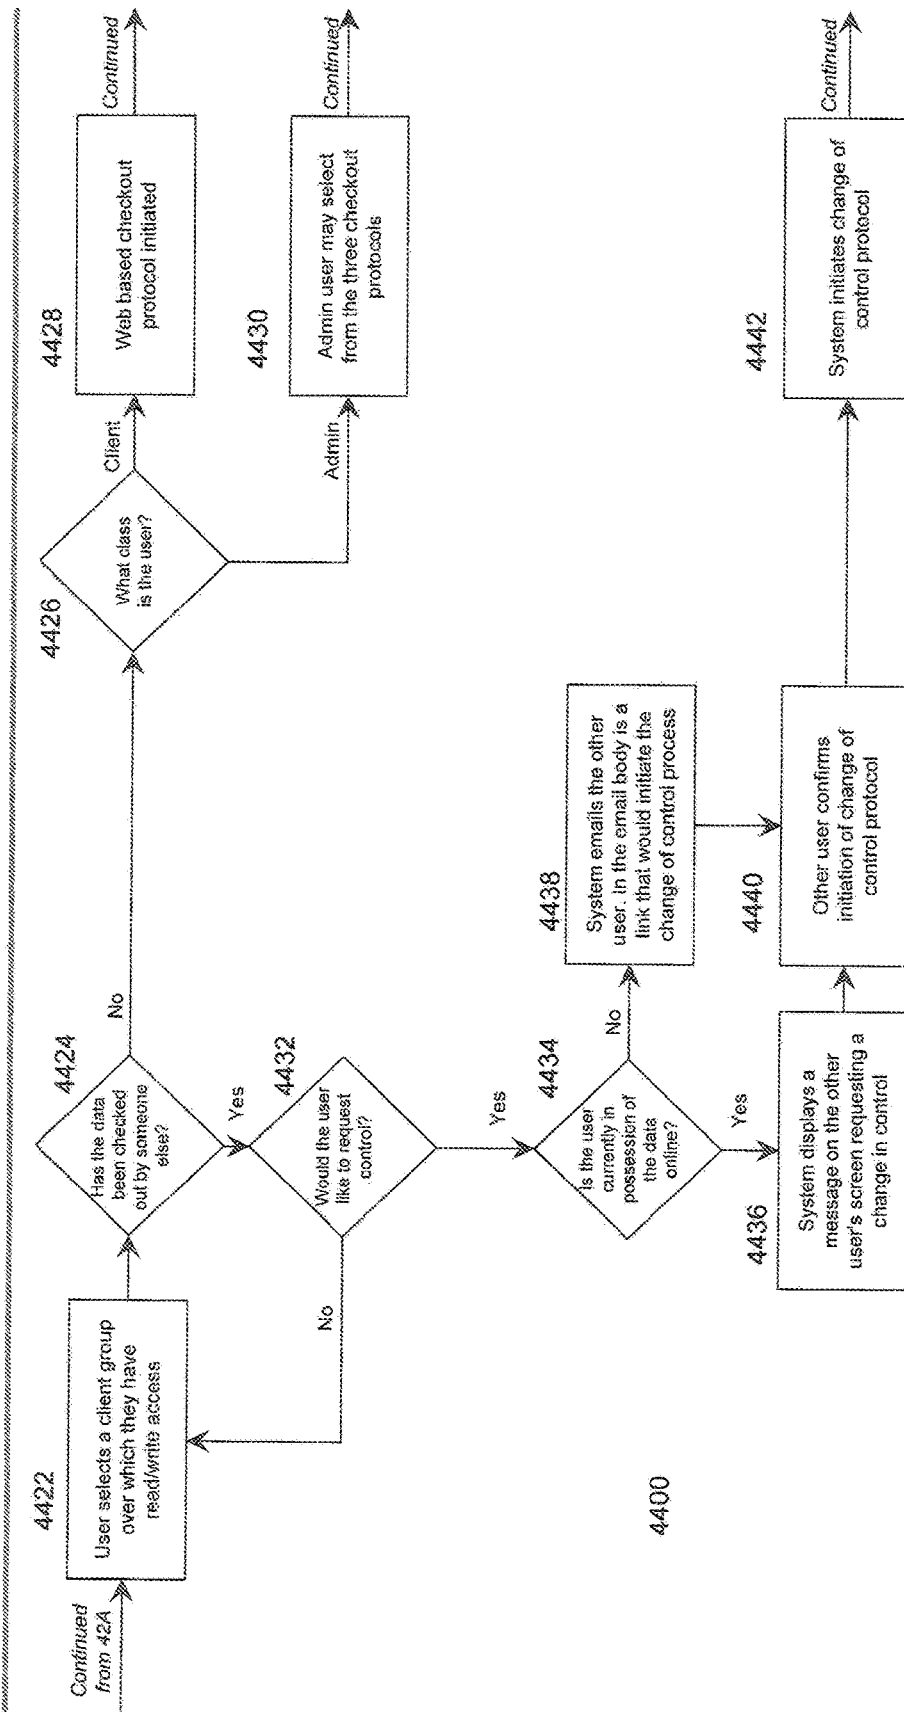 Continued
from 42A
4422
User selects a client group
over which they have
read/write access
4424
Has the data
been checked
out by someone
else?
No
Yes
4426
What class
is the user?
Client
Admin
4428
Web based checkout
protocol initiated
Continued
4430
Admin user may select
from the three checkout
protocols
Continued
4432
Would the user
like to request
control?
No
Yes
4434
Is the user
currently in
possession of
the data
online?
No
Yes
4438
System emails the other
user. In the email body is a
link that would initiate the
change of control process
4436
System displays a
message on the other
user's screen requesting a
change in control
4440
Other user confirms
initiation of change of
control protocol
4442
System initiates change of
control protocol
Continued
4400